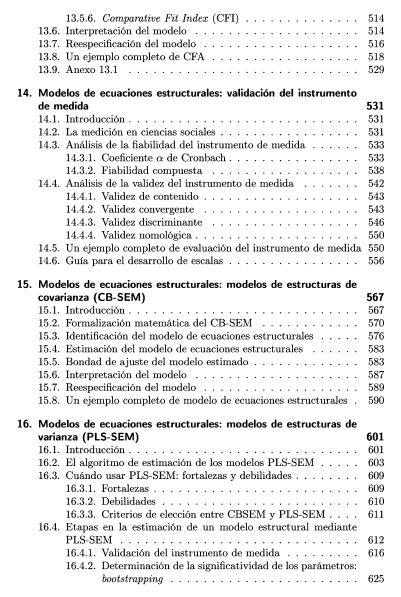 13.5.6. Comparative Fit Index (CFI) . . . . . . . . . . . . . . 514
13.6. Interpretación del modelo . . . . . . . . . . . . . . . . . . . . 514
13.7. Reespecificación del modelo . . . . . . . . . . . . . . . . . . . 516
13.8. Un ejemplo completo de CFA . . . . . . . . . . . . . . . . . . 518
13.9. Anexo 13.1 . . . . . . . . . . . . . . . . . . . . . . . . . . . 529
14. Modelos de ecuaciones estructurales: validación del instrumento
de medida 531
14.1. Introducción . . . . . . . . . . . . . . . . . . . . . . . . . . . 531
14.2. La medición en ciencias sociales . . . . . . . . . . . . . . . . . 531
14.3. Análisis de la fiabilidad del instrumento de medida . . . . . . 533
14.3.1. Coeficiente α de Cronbach . . . . . . . . . . . . . . . . 533
14.3.2. Fiabilidad compuesta . . . . . . . . . . . . . . . . . . . 538
14.4. Análisis de la validez del instrumento de medida . . . . . . . 542
14.4.1. Validez de contenido . . . . . . . . . . . . . . . . . . . . 543
14.4.2. Validez convergente . . . . . . . . . . . . . . . . . . . . 543
14.4.3. Validez discriminante . . . . . . . . . . . . . . . . . . . 546
14.4.4. Validez nomológica . . . . . . . . . . . . . . . . . . . . . 550
14.5. Un ejemplo completo de evaluación del instrumento de medida 550
14.6. Guía para el desarrollo de escalas . . . . . . . . . . . . . . . . 556
15. Modelos de ecuaciones estructurales: modelos de estructuras de
covarianza (CB-SEM) 567
15.1. Introducción . . . . . . . . . . . . . . . . . . . . . . . . . . . 567
15.2. Formalización matemática del CB-SEM . . . . . . . . . . . . 570
15.3. Identificación del modelo de ecuaciones estructurales . . . . . 576
15.4. Estimación del modelo de ecuaciones estructurales . . . . . . 583
15.5. Bondad de ajuste del modelo estimado . . . . . . . . . . . . . 583
15.6. Interpretación del modelo . . . . . . . . . . . . . . . . . . . . 587
15.7. Reespecificación del modelo . . . . . . . . . . . . . . . . . . . 589
15.8. Un ejemplo completo de modelo de ecuaciones estructurales . 590
16. Modelos de ecuaciones estructurales: modelos de estructuras de
varianza (PLS-SEM) 601
16.1. Introducción . . . . . . . . . . . . . . . . . . . . . . . . . . . 601
16.2. El algoritmo de estimación de los modelos PLS-SEM . . . . . 603
16.3. Cuándo usar PLS-SEM: fortalezas y debilidades . . . . . . . . 609
16.3.1. Fortalezas . . . . . . . . . . . . . . . . . . . . . . . . . 609
16.3.2. Debilidades . . . . . . . . . . . . . . . . . . . . . . . . 610
16.3.3. Criterios de elección entre CBSEM y PLS-SEM . . . . 611
16.4. Etapas en la estimación de un modelo estructural mediante
PLS-SEM . . . . . . . . . . . . . . . . . . . . . . . . . . . . 612
16.4.1. Validación del instrumento de medida . . . . . . . . . 616
16.4.2. Determinación de la significatividad de los parámetros:
bootstrapping . . . . . . . . . . . . . . . . . . . . . . . 625